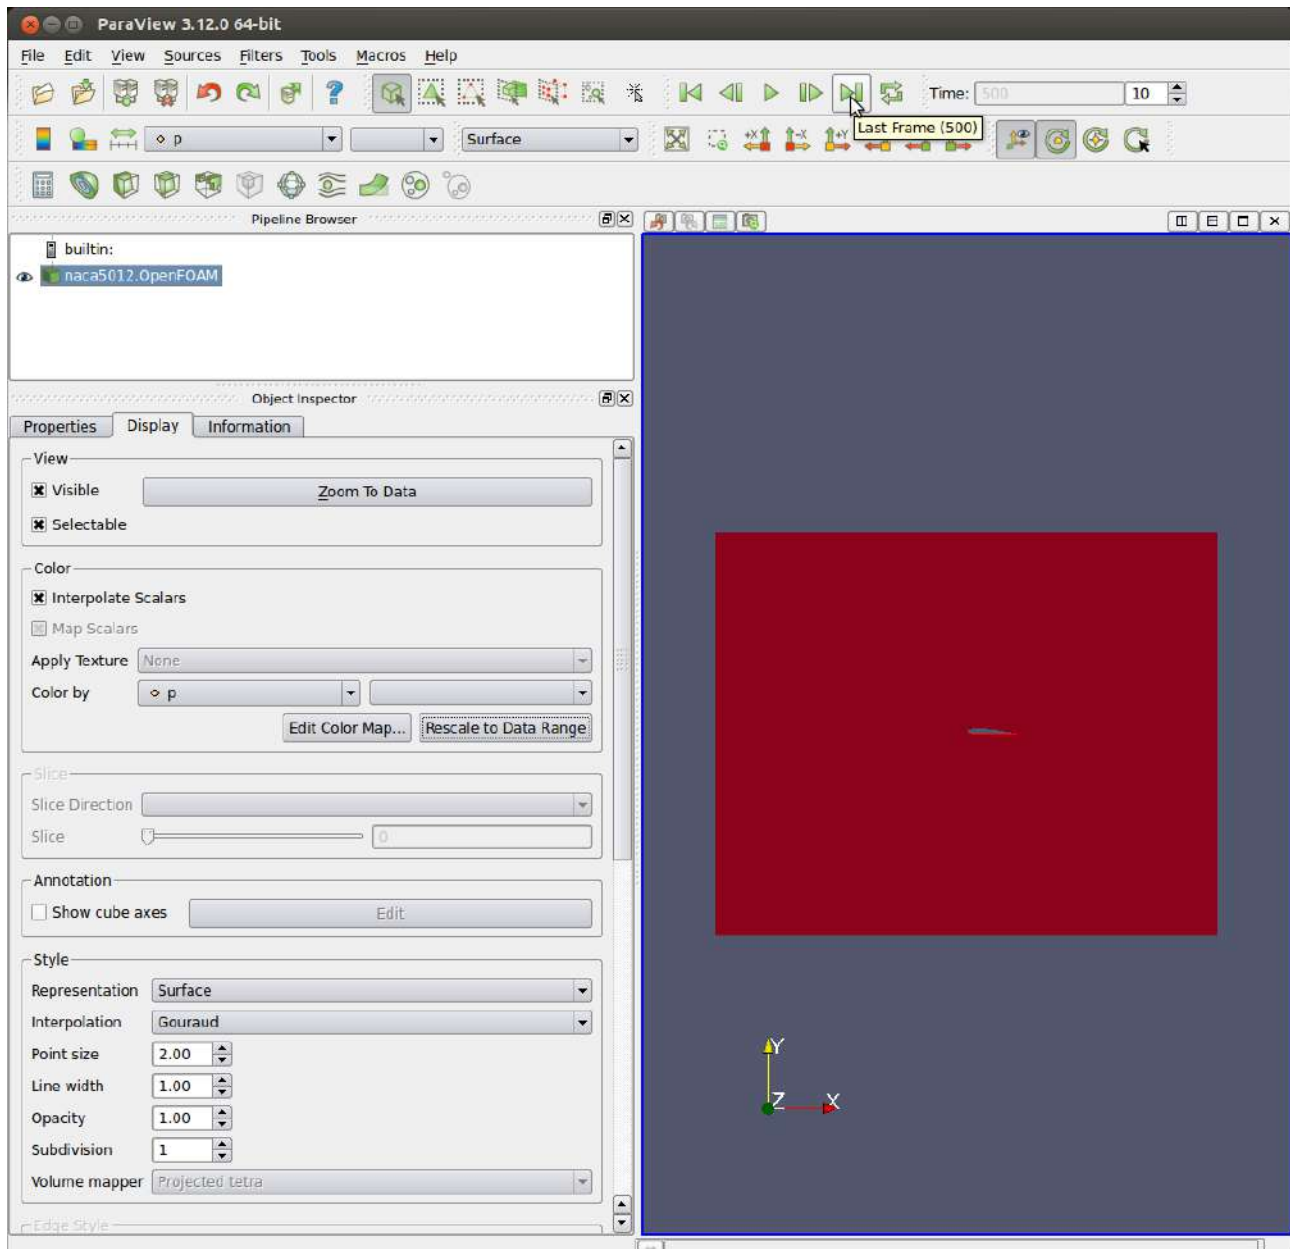 ParaView 3.12.0 64-bit
File Edit View Sources Filters Tools Macros Help
Time: 500 10
p Surface
Last Frame (500)
+X -X +Y
Pipeline Browser
builtin:
naca5012.OpenFOAM
Object Inspector
Properties Display Information
View
Visible Zoom To Data
Selectable
Color
Interpolate Scalars
Map Scalars
Apply Texture None
Color by p
Edit Color Map... Rescale to Data Range
Slice
Slice Direction
Slice 0
Annotation
Show cube axes Edit
Style
Representation Surface
Interpolation Gouraud
Point size 2.00
Line width 1.00
Opacity 1.00
Subdivision 1
Volume mapper Projected tetra
Edge Style
Y
Z X